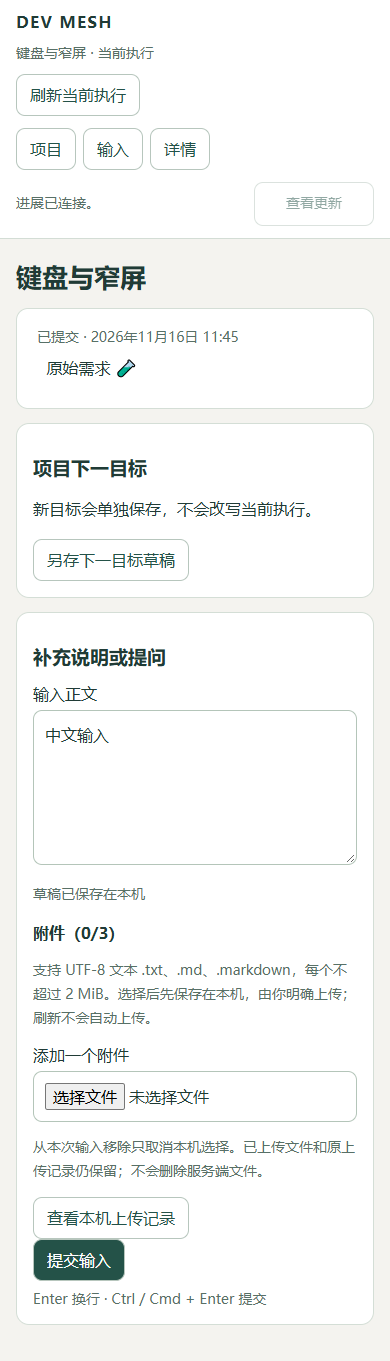 DEV MESH
键盘与窄屏 · 当前执行
刷新当前执行
项目 输入 详情
进展已连接。 查看更新
键盘与窄屏
已提交 · 2026年11月16日 11:45
原始需求 🧪
项目下一目标
新目标会单独保存，不会改写当前执行。
另存下一目标草稿
补充说明或提问
输入正文
中文输入
草稿已保存在本机
附件（0/3）
支持 UTF-8 文本 .txt、.md、.markdown，每个不
超过 2 MiB。选择后先保存在本机，由你明确上传；
刷新不会自动上传。
添加一个附件
选择文件 未选择文件
从本次输入移除只取消本机选择。已上传文件和原上
传记录仍保留；不会删除服务端文件。
查看本机上传记录
提交输入
Enter 换行 · Ctrl / Cmd + Enter 提交